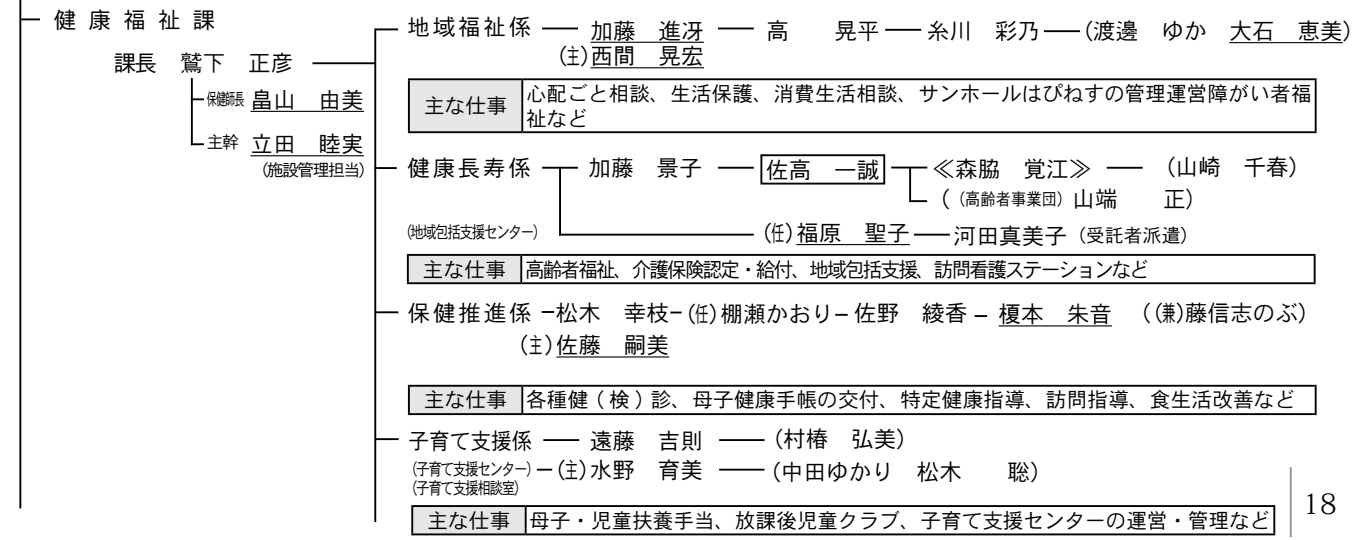 健康福祉課
課長　鷲下　正彦
保健師長 畠山　由美
主幹 立田　睦実
(施設管理担当)
地域福祉係 加藤　進冴 高　晃平 糸川　彩乃 (渡邊　ゆか　大石　恵美)
(主)西間　晃宏
主な仕事 心配ごと相談、生活保護、消費生活相談、サンホールはぴねすの管理運営障がい者福
祉など
健康長寿係 加藤　景子 佐高　一誠 ≪森脇　覚江≫ (山崎　千春)
( (高齢者事業団) 山端　正)
(地域包括支援センター) (任)福原　聖子 河田真美子 (受託者派遣)
主な仕事 高齢者福祉、介護保険認定・給付、地域包括支援、訪問看護ステーションなど
保健推進係 松木　幸枝 (任)棚瀬かおり 佐野　綾香 榎本　朱音 ((兼)藤信志のぶ)
(主)佐藤　嗣美
主な仕事 各種健(検)診、母子健康手帳の交付、特定健康指導、訪問指導、食生活改善など
子育て支援係 遠藤　吉則 (村椿　弘美)
(子育て支援センター) (主)水野　育美 (中田ゆかり　松木　聡)
(子育て支援相談室)
主な仕事 母子・児童扶養手当、放課後児童クラブ、子育て支援センターの運営・管理など
18